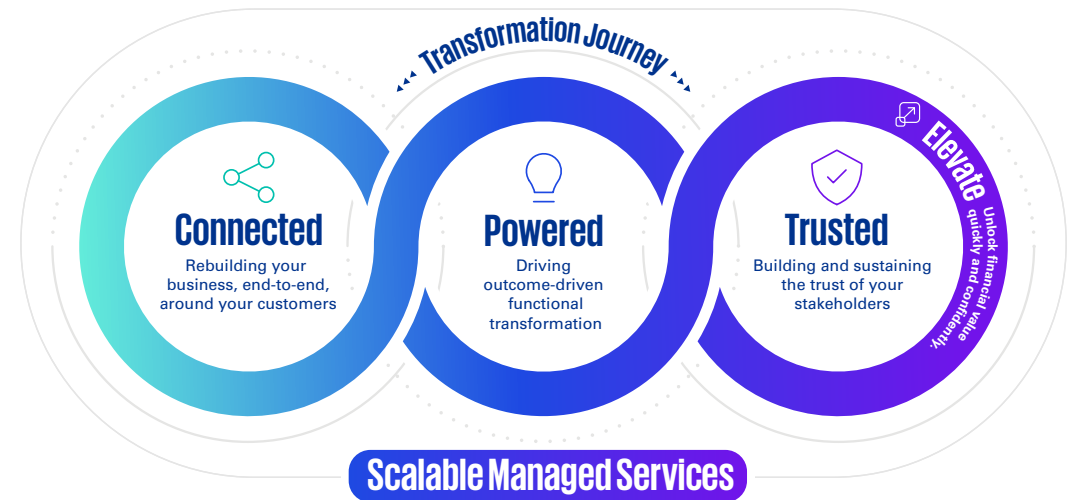 Transformation Journey
Connected
Rebuilding your
business, end-to-end,
around your customers
Powered
Driving
outcome-driven
functional
transformation
Trusted
Building and sustaining
the trust of your
stakeholders
Elevate
Unlock financial value
quickly and confidently.
Scalable Managed Services